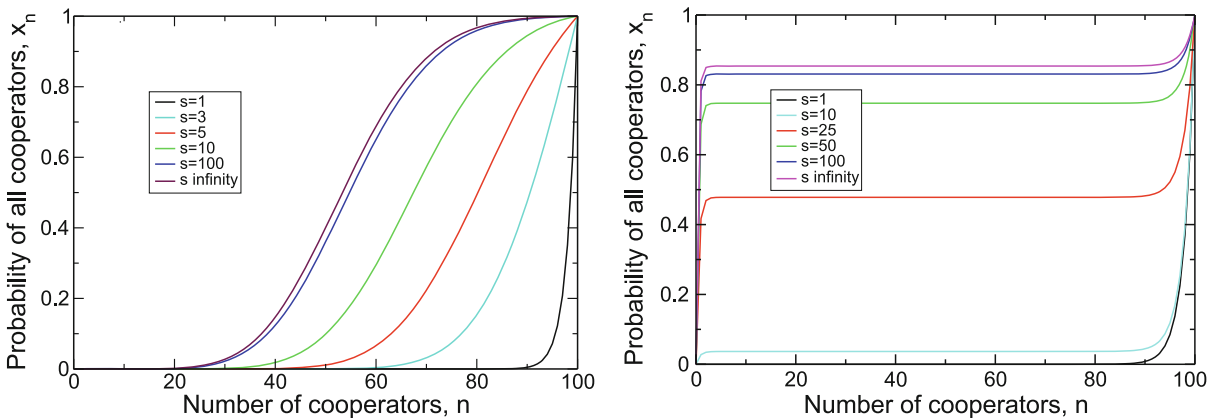 Probability of all cooperators, x_n
1
0.8
0.6
0.4
0.2
0
s=1
s=3
s=5
s=10
s=100
s infinity
0 20 40 60 80 100
Number of cooperators, n
Probability of all cooperators, x_n
1
0.8
0.6
0.4
0.2
0
s=1
s=10
s=25
s=50
s=100
s infinity
0 20 40 60 80 100
Number of cooperators, n